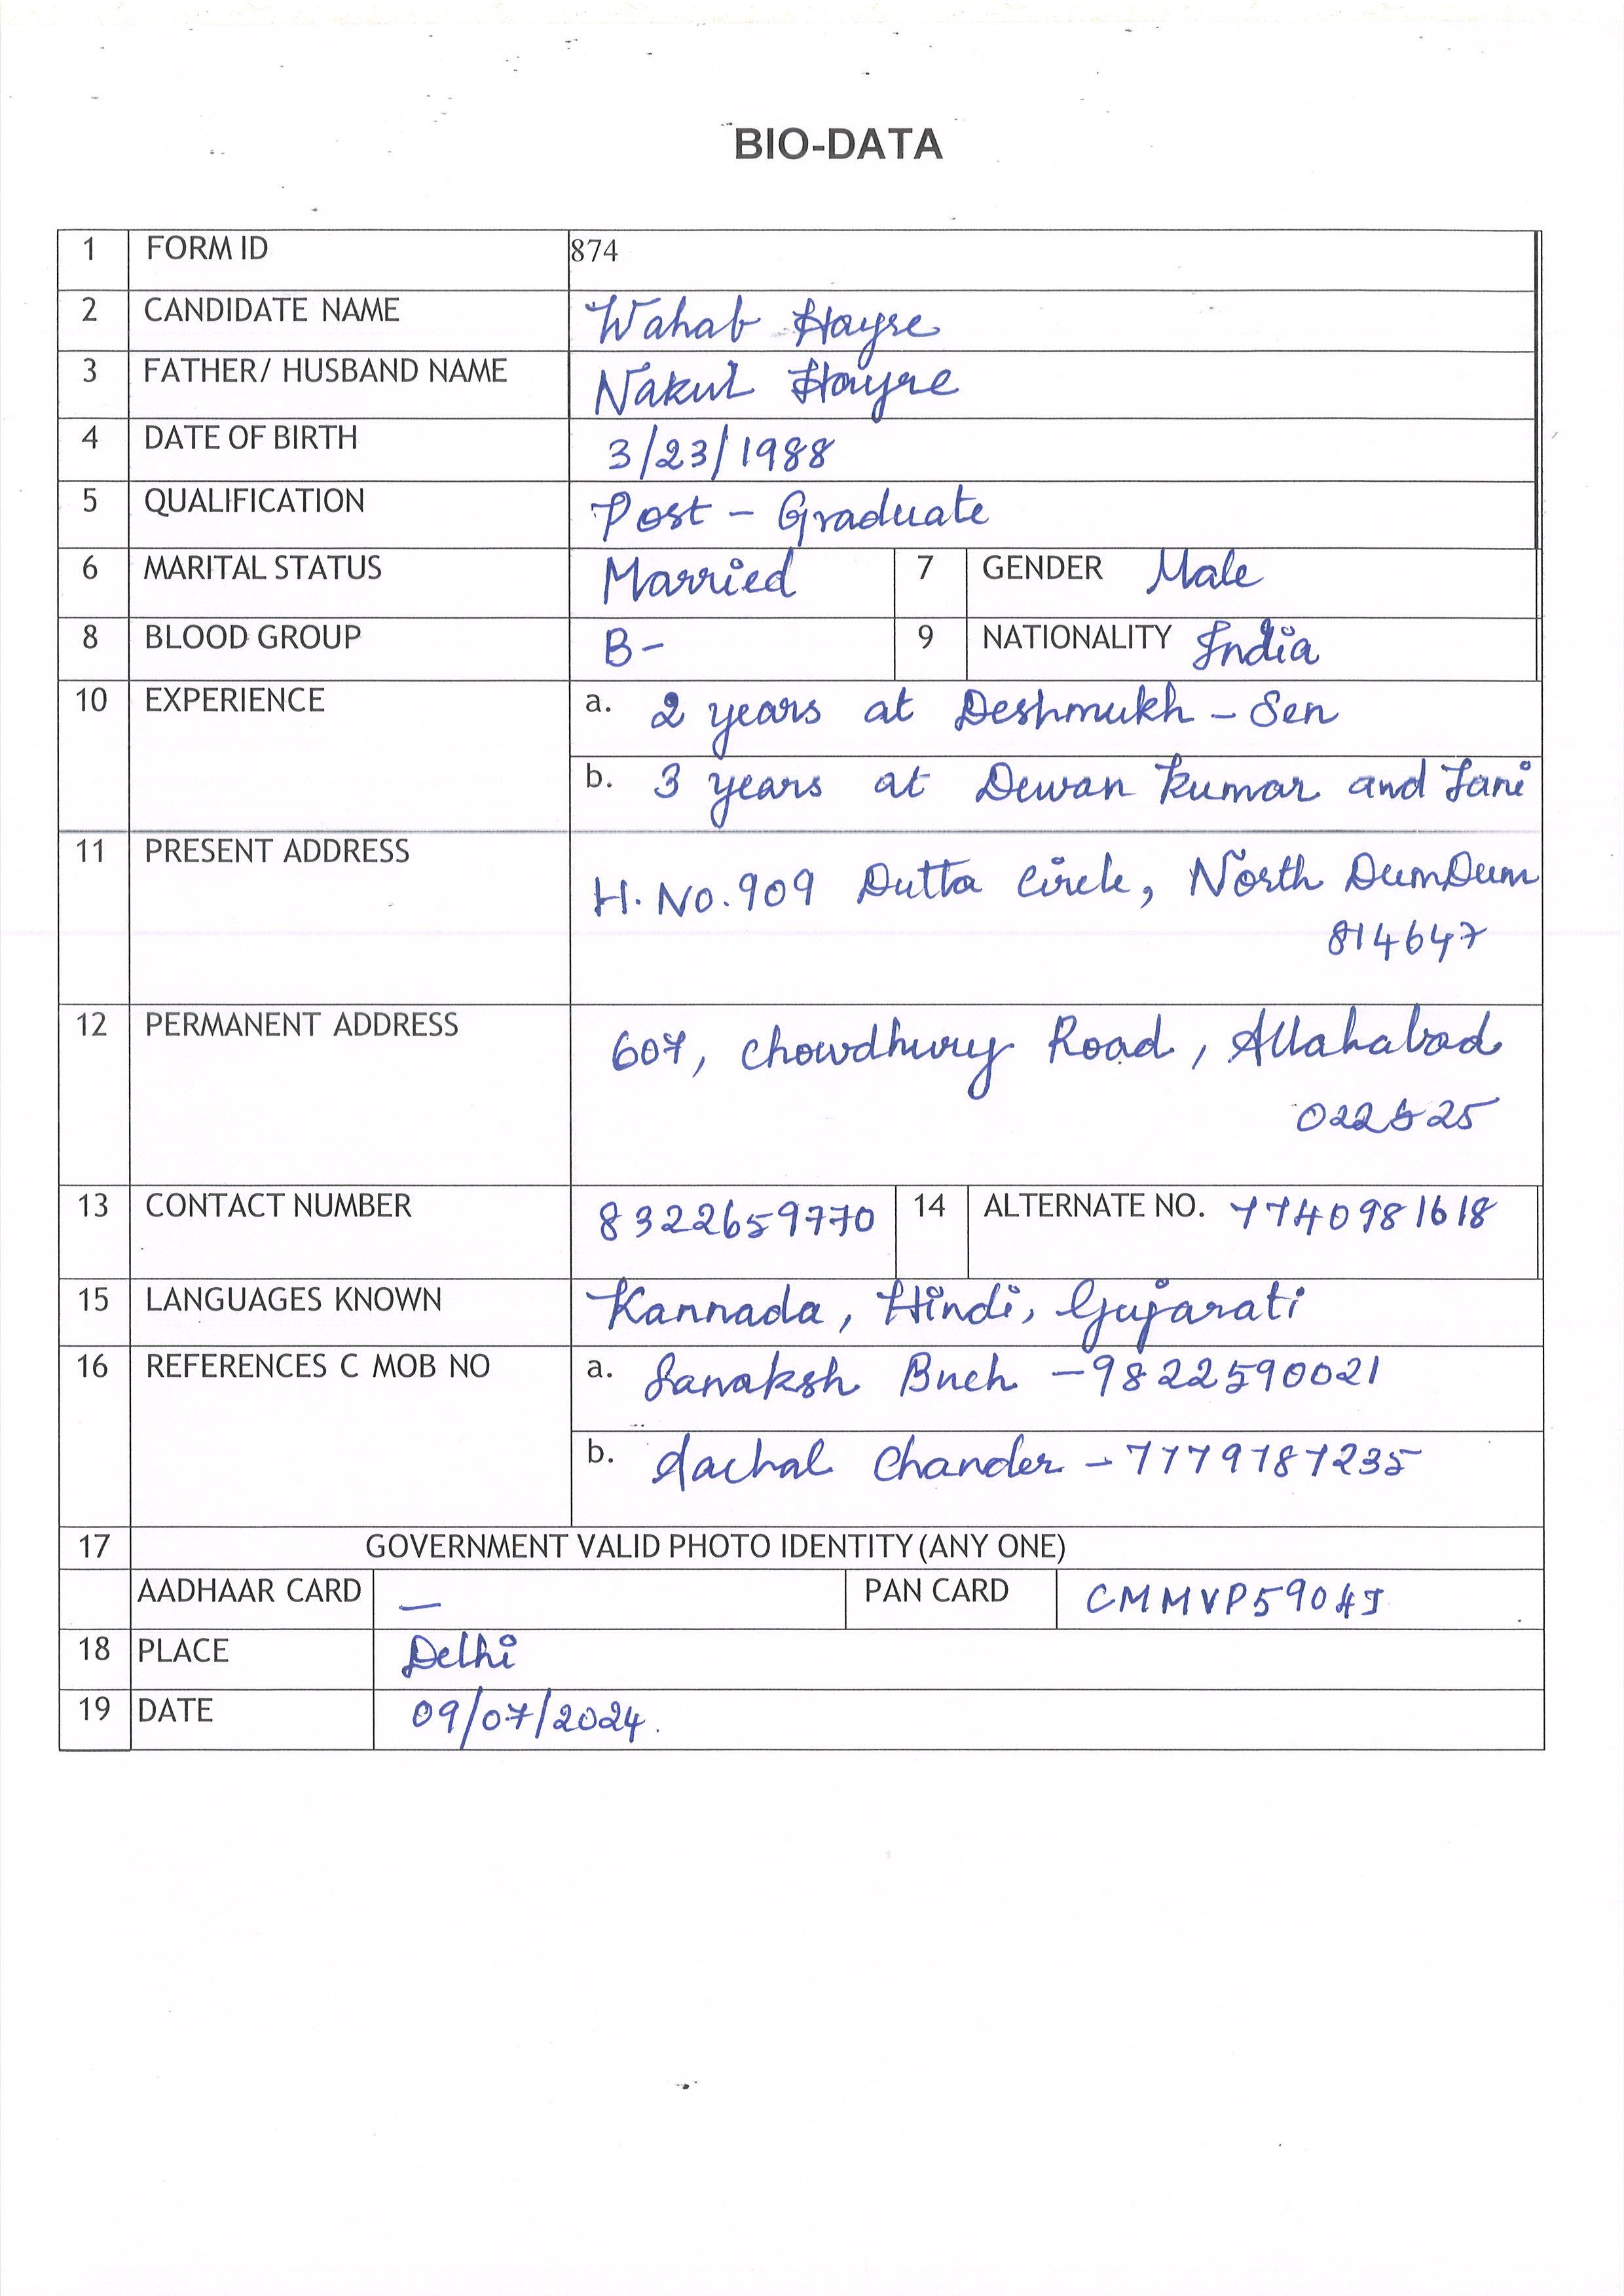 BIO-DATA
1 FORM ID 874
2 CANDIDATE NAME Wahab Hayre
3 FATHER/ HUSBAND NAME Nakul Hayre
4 DATE OF BIRTH 3/23/1988
5 QUALIFICATION Post - Graduate
6 MARITAL STATUS Married 7 GENDER Male
8 BLOOD GROUP B- 9 NATIONALITY India
10 EXPERIENCE a. 2 years at Deshmukh - Sen
b. 3 years at Dewan Kumar and Jani
11 PRESENT ADDRESS
H. No. 909 Dutta Circle, North DumDum
814647
12 PERMANENT ADDRESS 607, Chowdhury Road, Allahabad
13 CONTACT NUMBER 8322659770 14 ALTERNATE NO. 7740981618
15 LANGUAGES KNOWN Kannada, Hindi, Gujarati
16 REFERENCES C MOB NO a. Buch - 9822590021
b. Aachal Chander - 7779787235
17 GOVERNMENT VALID PHOTO IDENTITY (ANY ONE)
AADHAAR CARD — PAN CARD
18 PLACE Delhi
19 DATE 09/07/2024.